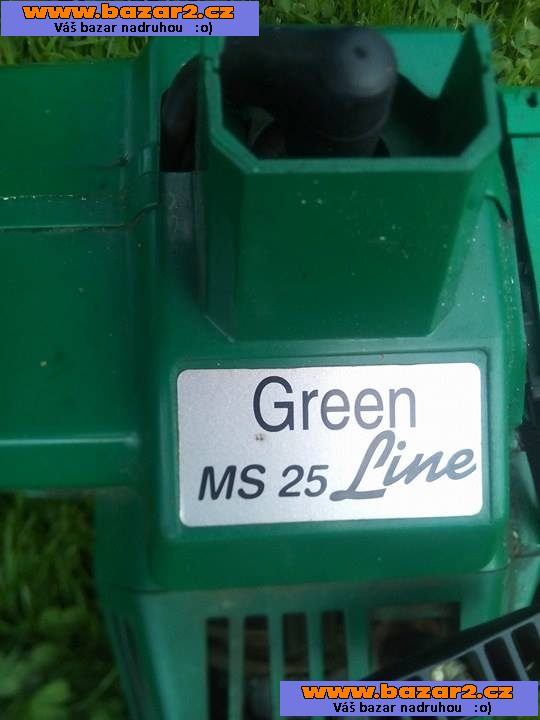 www.bazar2.cz
Váš bazar nadruhou :o)
Green
MS 25 Line
www.bazar2.cz
Váš bazar nadruhou :o)